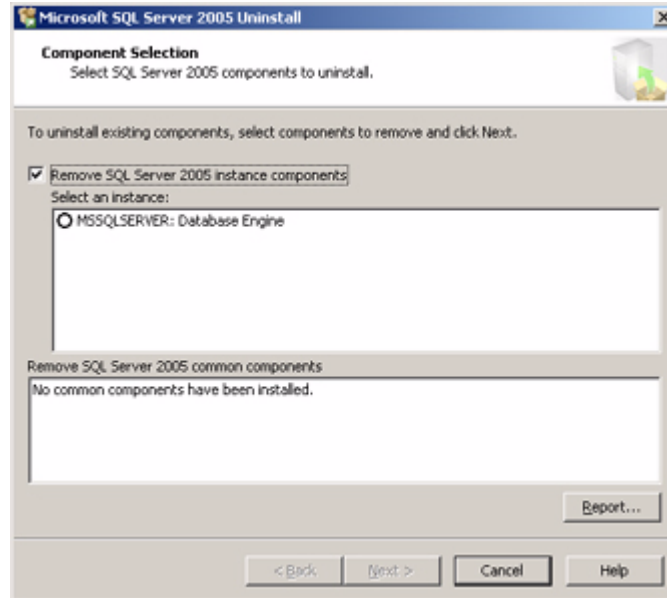 Microsoft SQL Server 2005 Uninstall
Component Selection
Select SQL Server 2005 components to uninstall.
To uninstall existing components, select components to remove and click Next.
Remove SQL Server 2005 instance components
Select an instance:
MSSQLSERVER: Database Engine
Remove SQL Server 2005 common components
No common components have been installed.
Report...
< Back Next > Cancel Help